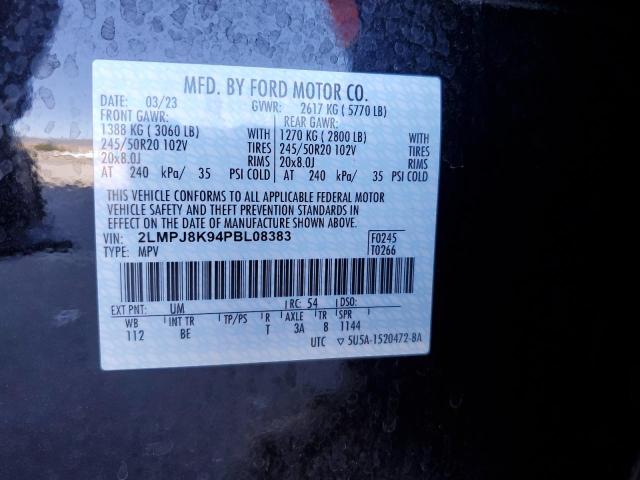 MFD. BY FORD MOTOR CO.
DATE: 03/23 GVWR: 2617 KG ( 5770 LB)
FRONT GAWR: REAR GAWR:
1388 KG ( 3060 LB) WITH 1270 KG ( 2800 LB) WITH
245/50R20 102V TIRES 245/50R20 102V TIRES
20x8.0J RIMS 20x8.0J RIMS
AT 240 kPa/ 35 PSI COLD AT 240 kPa/ 35 PSI COLD
THIS VEHICLE CONFORMS TO ALL APPLICABLE FEDERAL MOTOR
VEHICLE SAFETY AND THEFT PREVENTION STANDARDS IN
EFFECT ON THE DATE OF MANUFACTURE SHOWN ABOVE.
VIN: 2LMPJ8K94PBL08383 F0245
TYPE: MPV T0266
EXT PNT: UM RC: 54 DSO:
WB INT TR TP/PS R AXLE TR SPR
112 BE T 3A 8 1144
UTC ▽ 5U5A-1520472-BA